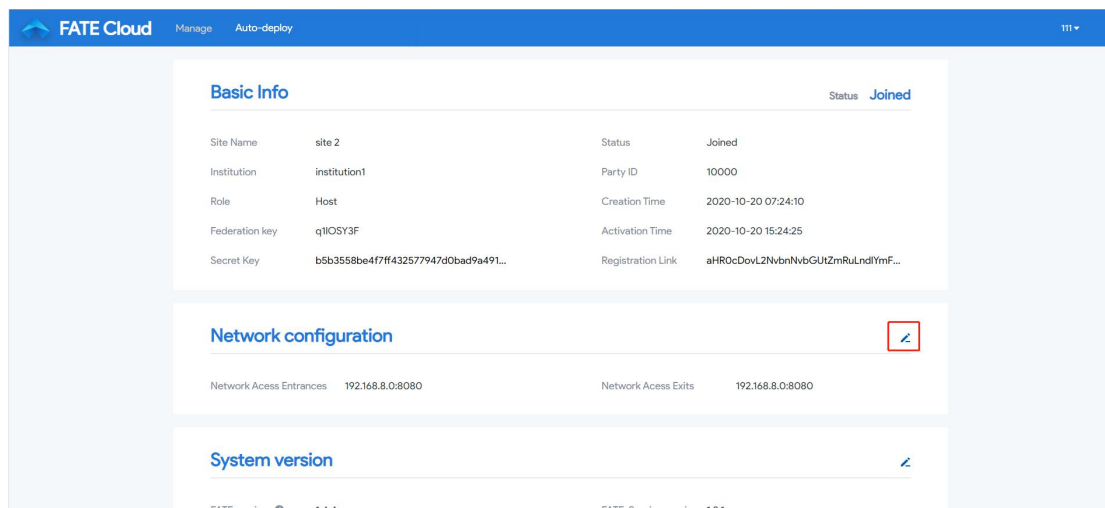 FATE Cloud Manage Auto-deploy 111
Basic Info Status Joined
Site Name site 2 Status Joined
Institution institution1 Party ID 10000
Role Host Creation Time 2020-10-20 07:24:10
Federation key q1IOSY3F Activation Time 2020-10-20 15:24:25
Secret Key b5b3558be4f7ff432577947d0bad9a491... Registration Link aHR0cDovL2NvbnNvbGUtZmRuLndlYmF...
Network configuration
Network Acess Entrances 192.168.8.0:8080 Network Acess Exits 192.168.8.0:8080
System version